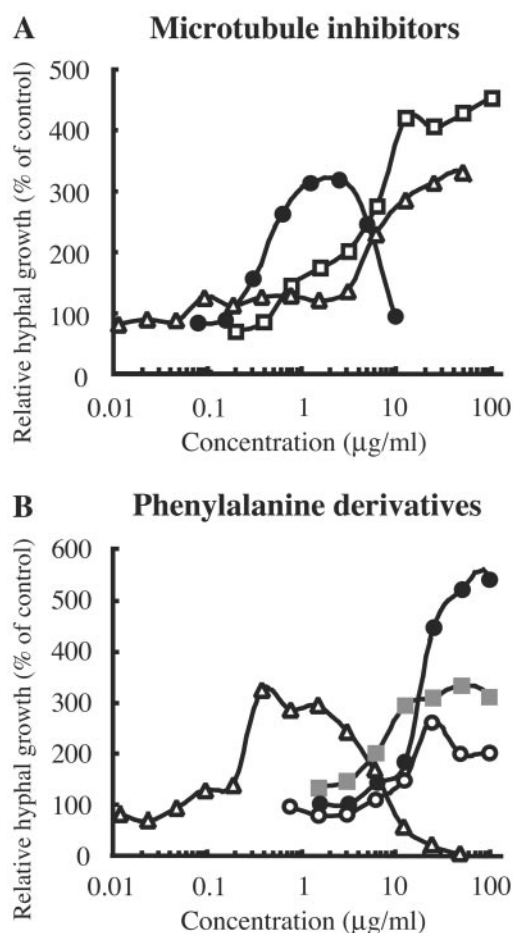 A Microtubule inhibitors
Relative hyphal growth (% of control)
500
400
300
200
100
0
0.01 0.1 1 10 100
Concentration (µg/ml)
B Phenylalanine derivatives
Relative hyphal growth (% of control)
600
500
400
300
200
100
0
0.01 0.1 1 10 100
Concentration (µg/ml)